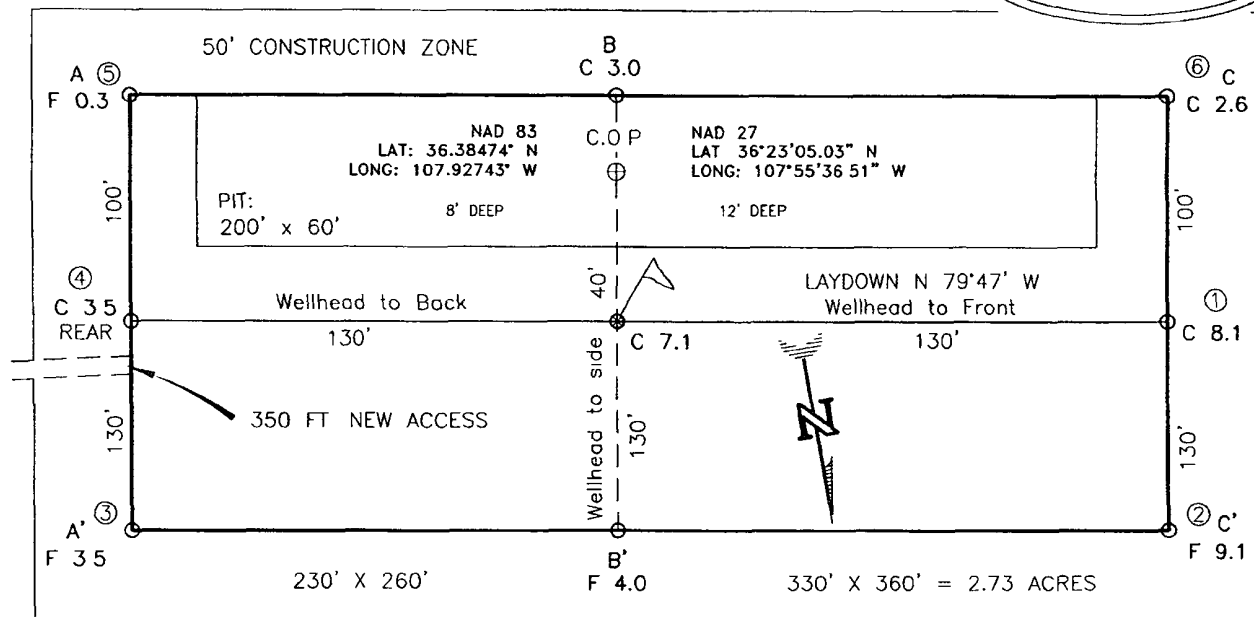 50' CONSTRUCTION ZONE
B
C 3.0
A ⑤
F 0.3
⑥ C
C 2.6
NAD 83
LAT: 36.38474° N
LONG: 107.92743° W
C.O P
NAD 27
LAT 36°23'05.03" N
LONG: 107°55'36 51" W
PIT:
200' x 60'
8' DEEP
12' DEEP
100'
100'
④
C 3 5
REAR
Wellhead to Back
130'
40'
LAYDOWN N 79°47' W
Wellhead to Front
130'
①
C 8.1
C 7.1
350 FT NEW ACCESS
130'
Wellhead to side
130'
N
130'
A' ③
F 3 5
B'
F 4.0
② C'
F 9.1
230' X 260'
330' X 360' = 2.73 ACRES